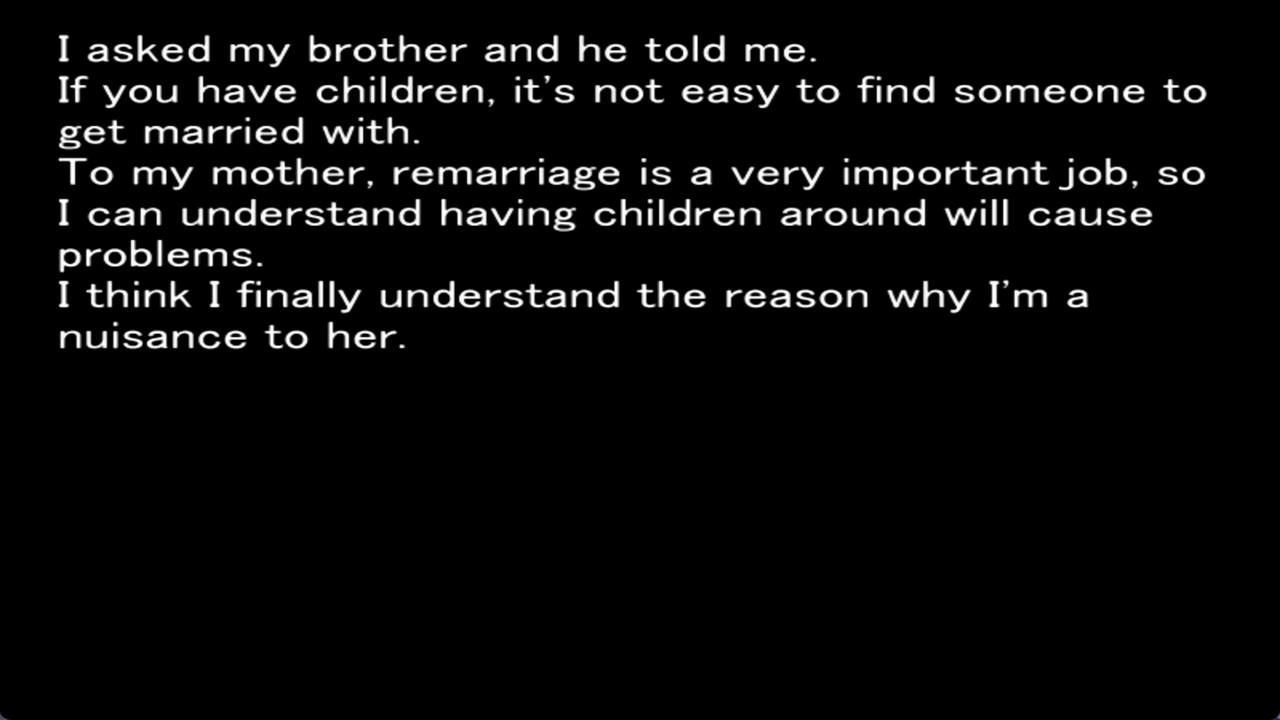 I asked my brother and he told me.
If you have children, it's not easy to find someone to
get married with.
To my mother, remarriage is a very important job, so
I can understand having children around will cause
problems.
I think I finally understand the reason why I'm a
nuisance to her.